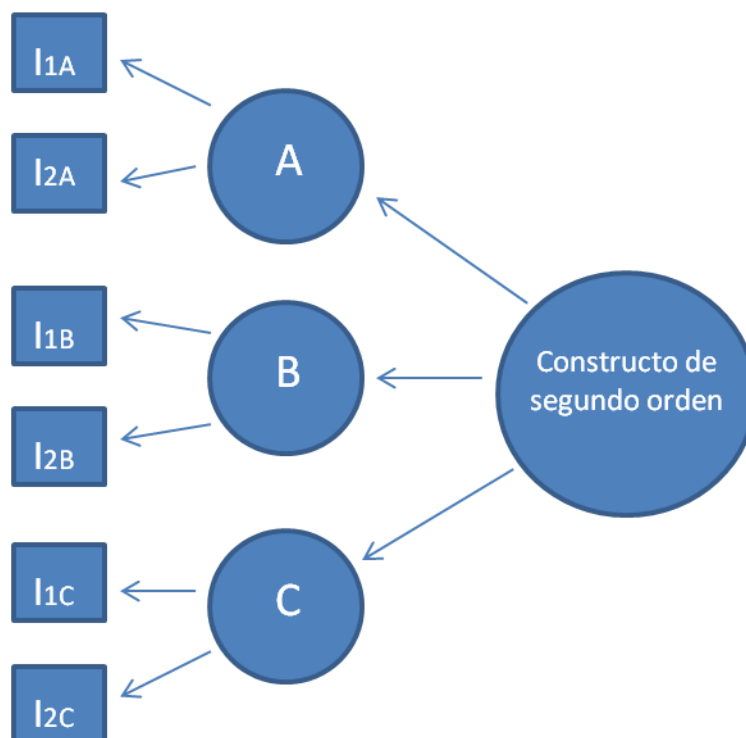 I1A
I2A
A
I1B
I2B
B
Constructo de
segundo orden
I1C
I2C
C